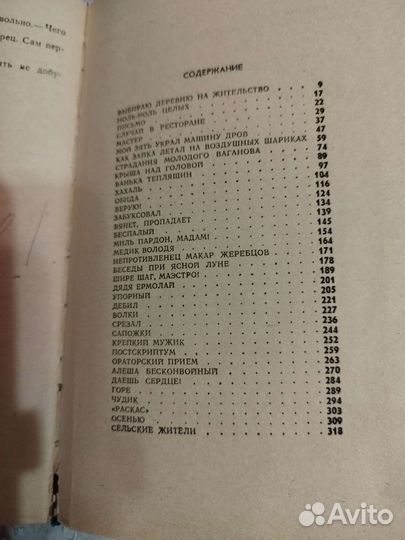 вольно.— Чего
рец. Сам пер-
ить не добу-
СОДЕРЖАНИЕ
ВЫБИРАЮ ДЕРЕВНЮ НА ЖИТЕЛЬСТВО 9
НОЛЬ-НОЛЬ ЦЕЛЫХ 17
ПИСЬМО 22
СЛУЧАЙ В РЕСТОРАНЕ 29
МАСТЕР 37
МОЙ ЗЯТЬ УКРАЛ МАШИНУ ДРОВ 47
КАК ЗАЙКА ЛЕТАЛ НА ВОЗДУШНЫХ ШАРИКАХ 59
СТРАДАНИЯ МОЛОДОГО ВАГАНОВА 74
КРЫША НАД ГОЛОВОЙ 89
ВАНЬКА ТЕПЛЯШИН 97
ХАХАЛЬ 104
ОБИДА 116
ВЕРУЮ! 124
ЗАБУКСОВАЛ 134
ВЯНЕТ, ПРОПАДАЕТ 139
БЕСПАЛЫЙ 145
МИЛЬ ПАРДОН, МАДАМ! 154
МЕДИК ВОЛОДЯ 164
НЕПРОТИВЛЕНЕЦ МАКАР ЖЕРЕБЦОВ 171
БЕСЕДЫ ПРИ ЯСНОЙ ЛУНЕ 178
ШИРЕ ШАГ, МАЭСТРО! 189
ДЯДЯ ЕРМОЛАЙ 201
УПОРНЫЙ 205
ДЕБИЛ 221
ВОЛКИ 227
СРЕЗАЛ 236
САПОЖКИ 244
КРЕПКИЙ МУЖИК 252
ПОСТСКРИПТУМ 259
ОРАТОРСКИЙ ПРИЕМ 263
АЛЕША БЕСКОНВОЙНЫЙ 270
ДАЕШЬ СЕРДЦЕ! 284
ГОРЕ 289
ЧУДИК 294
«РАСКАС» 303
ОСЕНЬЮ 309
СЕЛЬСКИЕ ЖИТЕЛИ 318
Avito